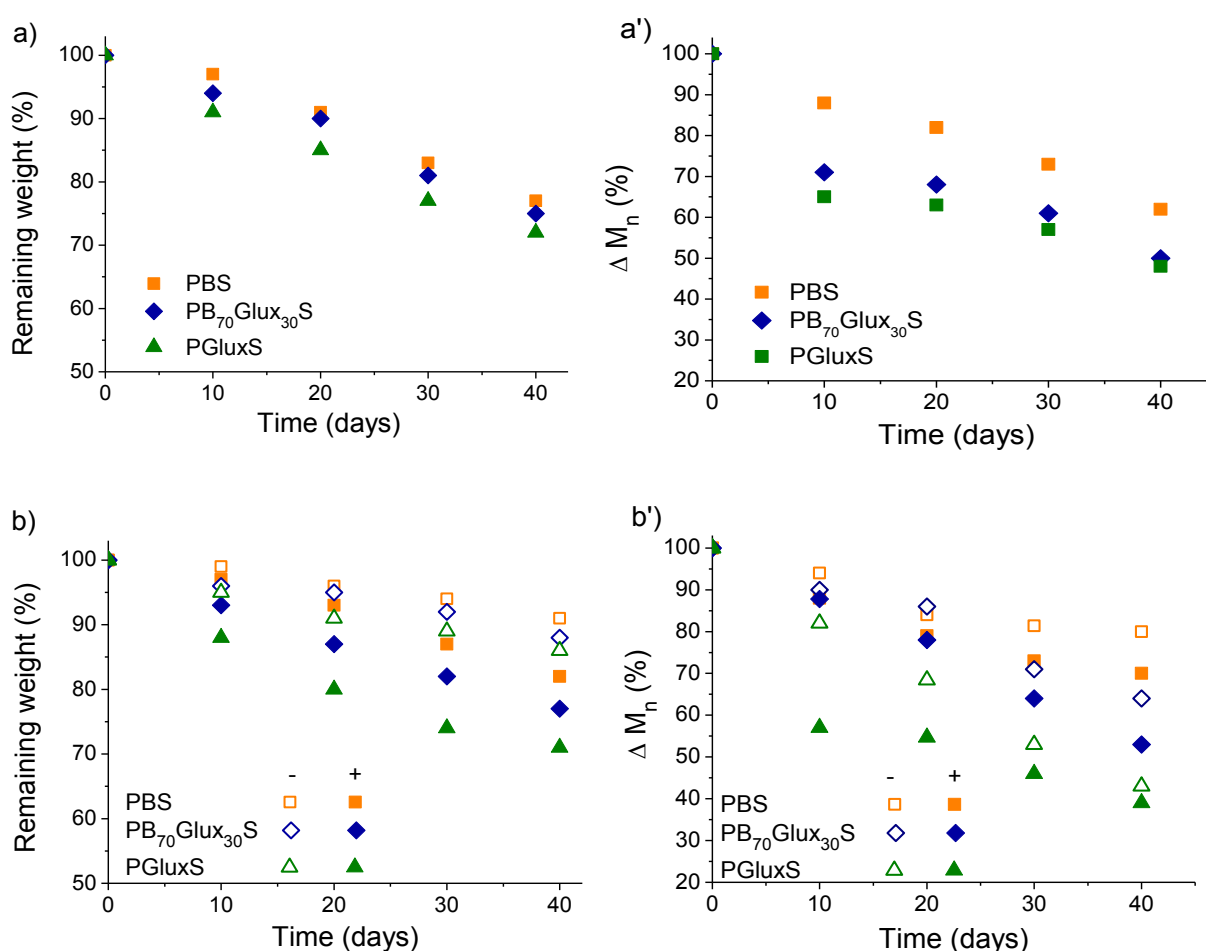 a)
Remaining weight (%)
100
90
80
70
60
50
PBS
PB₇₀Glux₃₀S
PGluxS
0 10 20 30 40
Time (days)
a')
Δ Mₙ (%)
100
90
80
70
60
50
40
30
20
PBS
PB₇₀Glux₃₀S
PGluxS
0 10 20 30 40
Time (days)
b)
Remaining weight (%)
100
90
80
70
60
50
- +
PBS
PB₇₀Glux₃₀S
PGluxS
0 10 20 30 40
Time (days)
b')
Δ Mₙ (%)
100
90
80
70
60
50
40
30
20
- +
PBS
PB₇₀Glux₃₀S
PGluxS
0 10 20 30 40
Time (days)